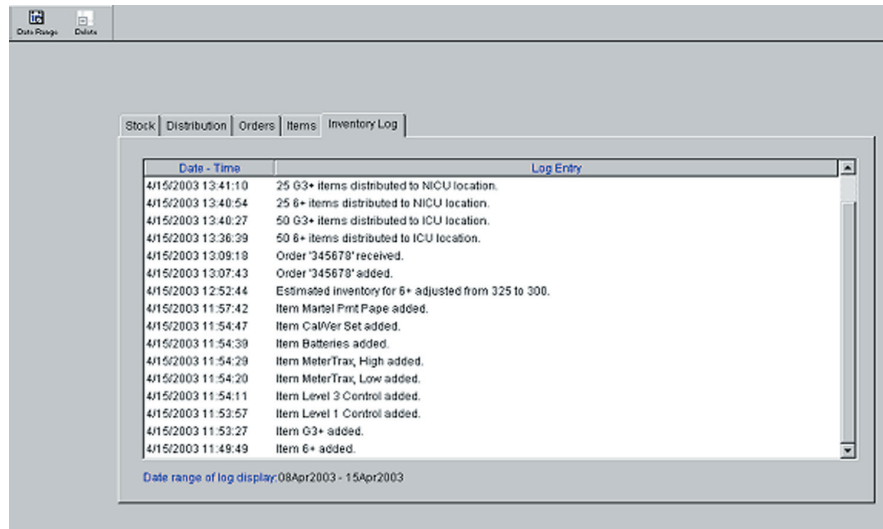 Date Range Delete
Stock Distribution Orders Items Inventory Log
Date - Time Log Entry
4/15/2003 13:41:10 25 G3+ items distributed to NICU location.
4/15/2003 13:40:54 25 6+ items distributed to NICU location.
4/15/2003 13:40:27 50 G3+ items distributed to ICU location.
4/15/2003 13:36:39 50 6+ items distributed to ICU location.
4/15/2003 13:09:18 Order '345678' received.
4/15/2003 13:07:43 Order '345678' added.
4/15/2003 12:52:44 Estimated inventory for 6+ adjusted from 325 to 300.
4/15/2003 11:57:42 Item Martel Prnt Pape added.
4/15/2003 11:54:47 Item Cal/Ver Set added.
4/15/2003 11:54:39 Item Batteries added.
4/15/2003 11:54:29 Item MeterTrax, High added.
4/15/2003 11:54:20 Item MeterTrax, Low added.
4/15/2003 11:54:11 Item Level 3 Control added.
4/15/2003 11:53:57 Item Level 1 Control added.
4/15/2003 11:53:27 Item G3+ added.
4/15/2003 11:49:49 Item 6+ added.
Date range of log display: 08Apr2003 - 15Apr2003